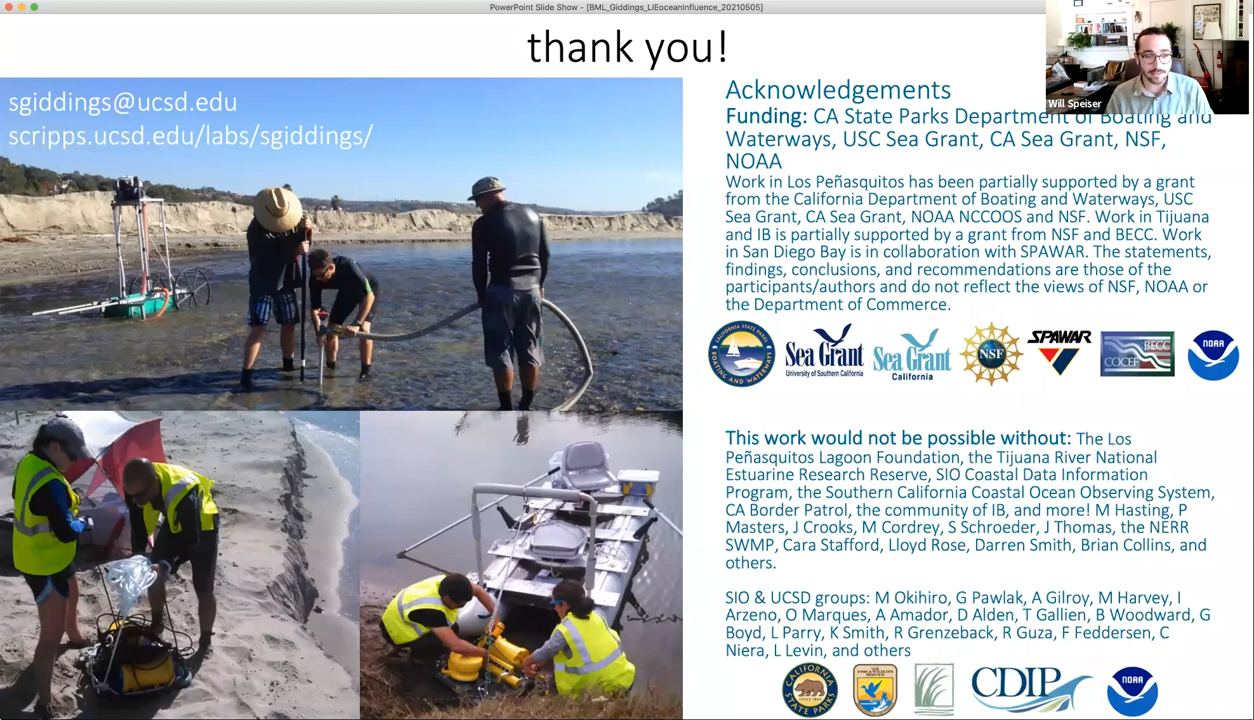 PowerPoint Slide Show - [BML_Giddings_LIEoceanInfluence_20210505]
thank you!
Will Speiser
sgiddings@ucsd.edu
scripps.ucsd.edu/labs/sgiddings/
Acknowledgements
Funding: CA State Parks Department of Boating and
Waterways, USC Sea Grant, CA Sea Grant, NSF,
NOAA
Work in Los Peñasquitos has been partially supported by a grant
from the California Department of Boating and Waterways, USC
Sea Grant, CA Sea Grant, NOAA NCCOOS and NSF. Work in Tijuana
and IB is partially supported by a grant from NSF and BECC. Work
in San Diego Bay is in collaboration with SPAWAR. The statements,
findings, conclusions, and recommendations are those of the
participants/authors and do not reflect the views of NSF, NOAA or
the Department of Commerce.
CALIFORNIA STATE PARKS
BOATING AND WATERWAYS
Sea Grant
University of Southern California
Sea Grant
California
NSF
SPAWAR
BECC
COCEF
NOAA
This work would not be possible without: The Los
Peñasquitos Lagoon Foundation, the Tijuana River National
Estuarine Research Reserve, SIO Coastal Data Information
Program, the Southern California Coastal Ocean Observing System,
CA Border Patrol, the community of IB, and more! M Hasting, P
Masters, J Crooks, M Cordrey, S Schroeder, J Thomas, the NERR
SWMP, Cara Stafford, Lloyd Rose, Darren Smith, Brian Collins, and
others.
SIO & UCSD groups: M Okihiro, G Pawlak, A Gilroy, M Harvey, I
Arzeno, O Marques, A Amador, D Alden, T Gallien, B Woodward, G
Boyd, L Parry, K Smith, R Grenzeback, R Guza, F Feddersen, C
Niera, L Levin, and others
CALIFORNIA
STATE PARKS
CDIP
NOAA